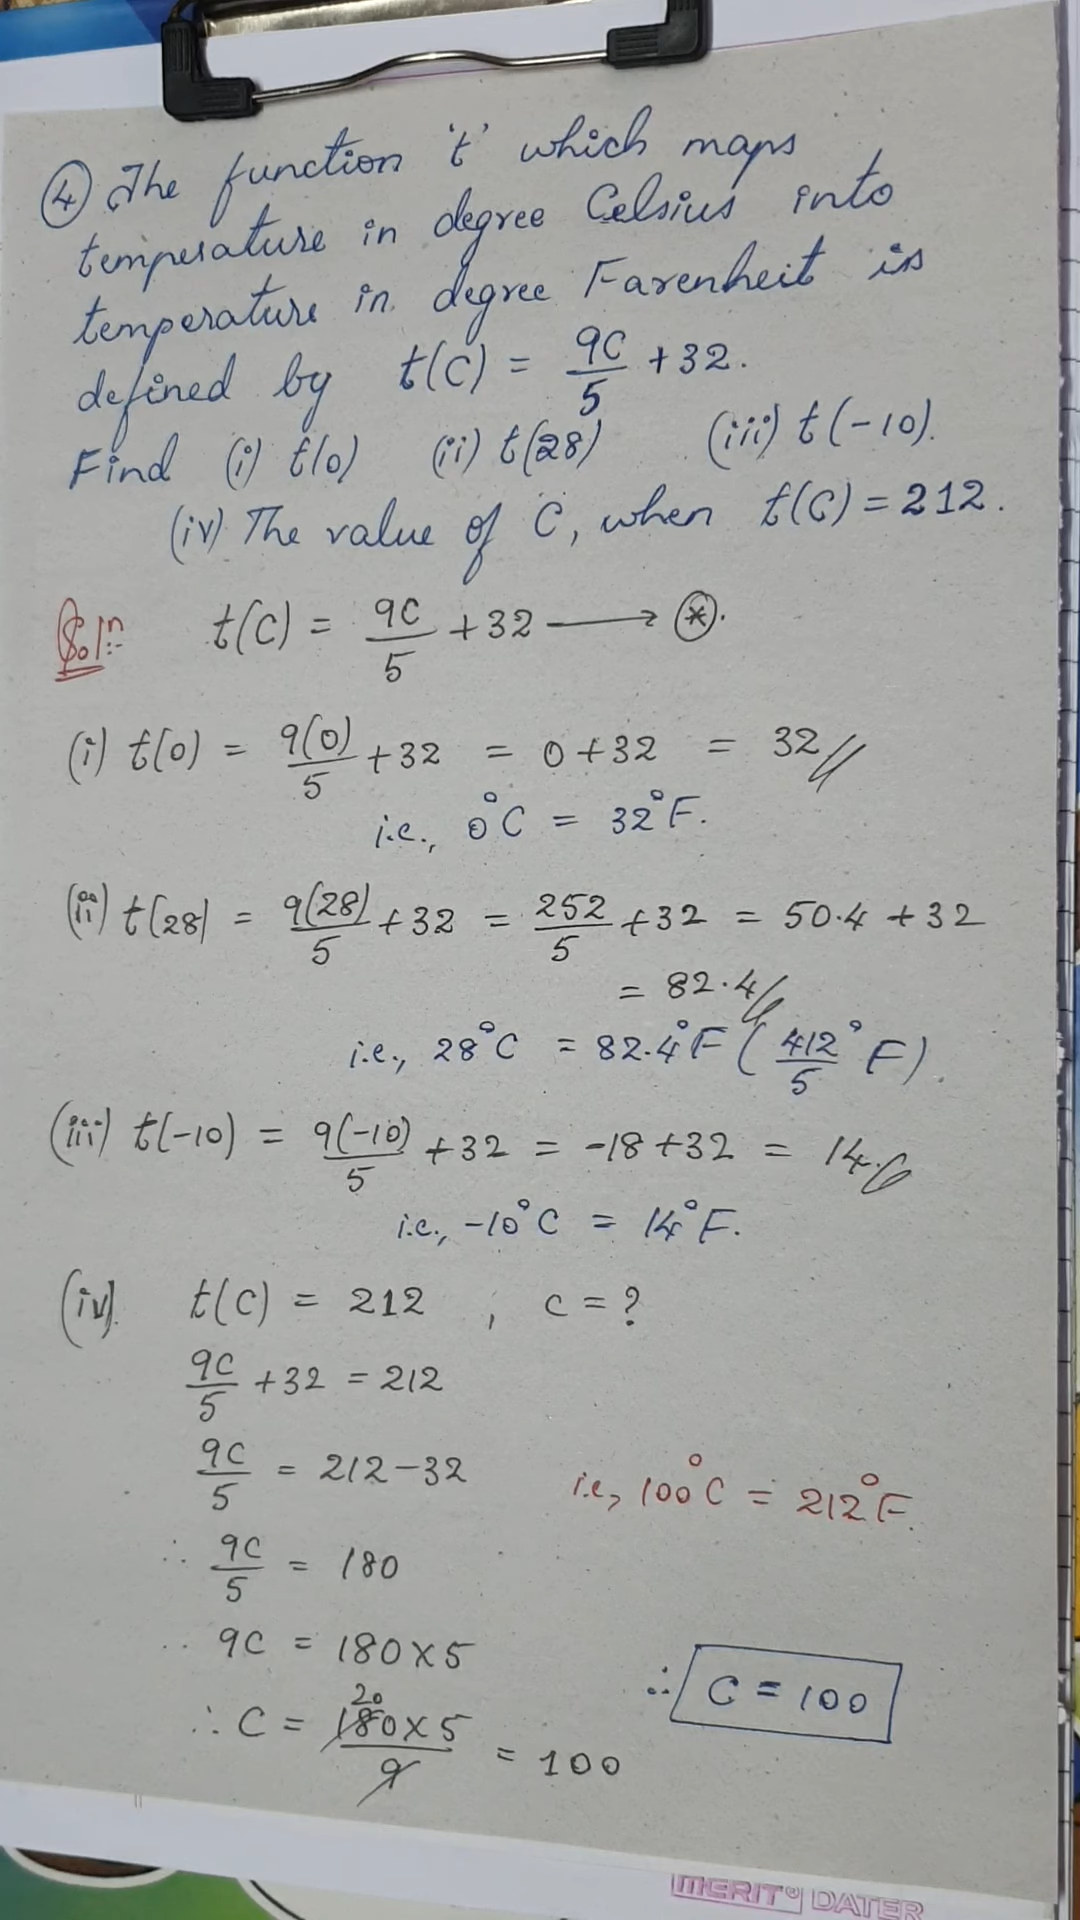 ④ The function 't' which maps
temperature in degree Celsius into
temperature in degree Farenheit is
defined by t(C) = 9C/5 + 32.
Find (i) t(0) (ii) t(28) (iii) t(-10).
(iv) The value of C, when t(C) = 212.
Soln:- t(C) = 9C/5 + 32 ⟶ ⊛.
(i) t(0) = 9(0)/5 + 32 = 0 + 32 = 32//
i.e., 0°C = 32°F.
(ii) t(28) = 9(28)/5 + 32 = 252/5 + 32 = 50.4 + 32
= 82.4//
i.e., 28°C = 82.4°F (412/5 °F).
(iii) t(-10) = 9(-10)/5 + 32 = -18 + 32 = 14.//
i.e., -10°C = 14°F.
(iv). t(C) = 212 , C = ?
9C/5 + 32 = 212
9C/5 = 212 - 32
i.e, 100°C = 212°F.
∴ 9C/5 = 180
∴ 9C = 180 × 5
∴ C = 180 × 5/9 = 100
20
∴ C = 100
MERIT DATER